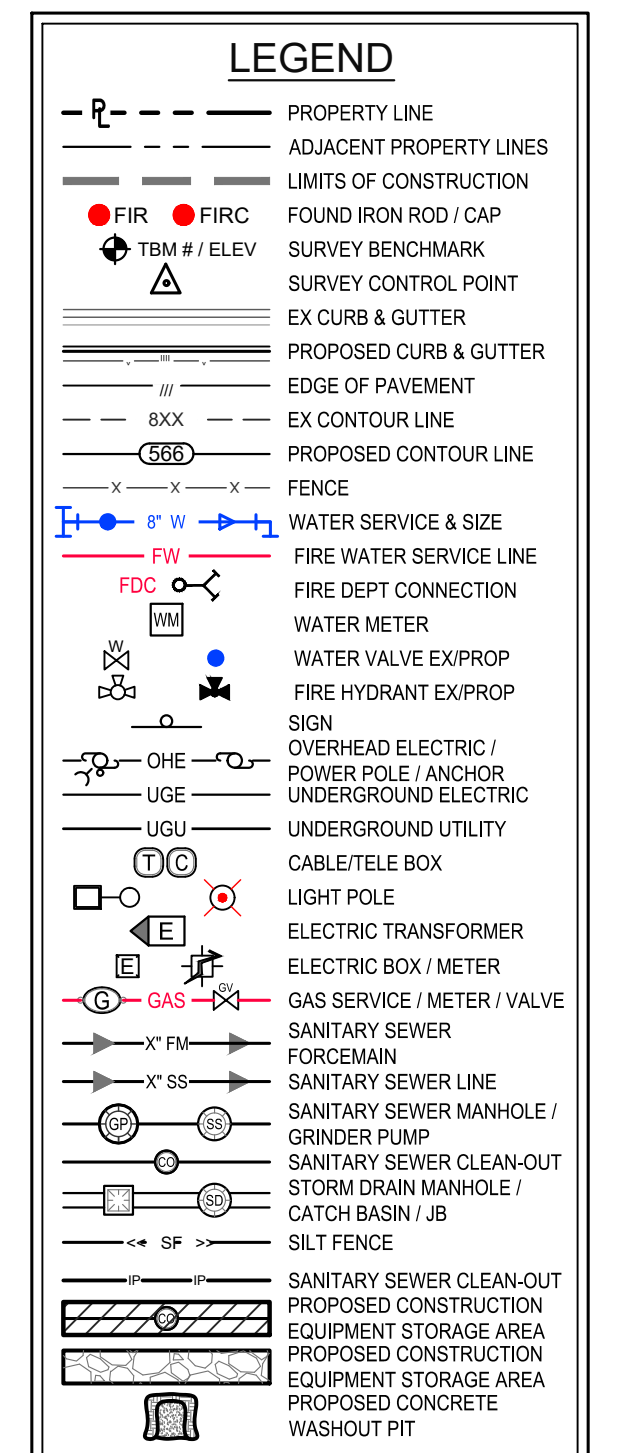 LEGEND
PL PROPERTY LINE
ADJACENT PROPERTY LINES
LIMITS OF CONSTRUCTION
FIR FIRC FOUND IRON ROD / CAP
TBM # / ELEV SURVEY BENCHMARK
SURVEY CONTROL POINT
EX CURB & GUTTER
PROPOSED CURB & GUTTER
/// EDGE OF PAVEMENT
8XX EX CONTOUR LINE
566 PROPOSED CONTOUR LINE
X X X FENCE
8" W WATER SERVICE & SIZE
FW FIRE WATER SERVICE LINE
FDC FIRE DEPT CONNECTION
WM WATER METER
W WATER VALVE EX/PROP
FIRE HYDRANT EX/PROP
SIGN
OHE OVERHEAD ELECTRIC /
POWER POLE / ANCHOR
UGE UNDERGROUND ELECTRIC
UGU UNDERGROUND UTILITY
T C CABLE/TELE BOX
LIGHT POLE
E ELECTRIC TRANSFORMER
E ELECTRIC BOX / METER
G GAS GV GAS SERVICE / METER / VALVE
X" FM SANITARY SEWER
FORCEMAIN
X" SS SANITARY SEWER LINE
GP SS SANITARY SEWER MANHOLE /
GRINDER PUMP
CO SANITARY SEWER CLEAN-OUT
SD STORM DRAIN MANHOLE /
CATCH BASIN / JB
<< SF >> SILT FENCE
IP IP SANITARY SEWER CLEAN-OUT
CO PROPOSED CONSTRUCTION
EQUIPMENT STORAGE AREA
PROPOSED CONSTRUCTION
EQUIPMENT STORAGE AREA
PROPOSED CONCRETE
WASHOUT PIT